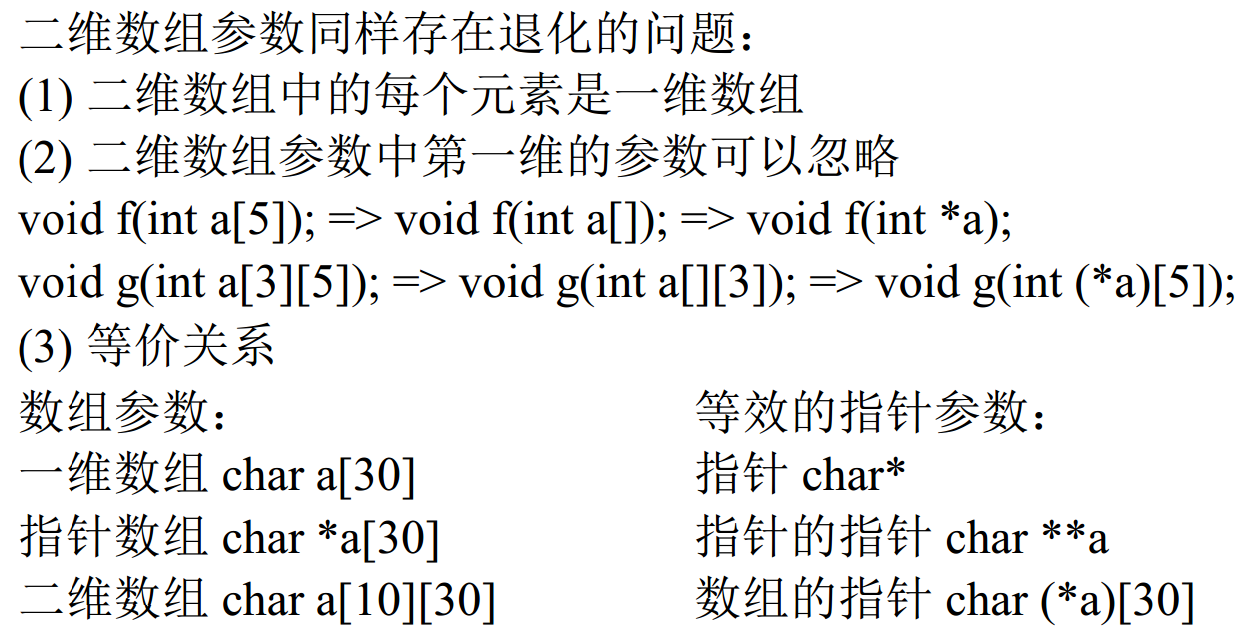 二维数组参数同样存在退化的问题：
(1) 二维数组中的每个元素是一维数组
(2) 二维数组参数中第一维的参数可以忽略
void f(int a[5]); => void f(int a[]); => void f(int *a);
void g(int a[3][5]); => void g(int a[][3]); => void g(int (*a)[5]);
(3) 等价关系
数组参数： 等效的指针参数：
一维数组 char a[30] 指针 char*
指针数组 char *a[30] 指针的指针 char **a
二维数组 char a[10][30] 数组的指针 char (*a)[30]